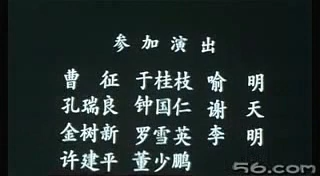 参加演出
曹征 于桂枝 喻明
孔瑞良 钟国仁 谢天
金树新 罗雪英 李明
许建平 董少鹏
56.com